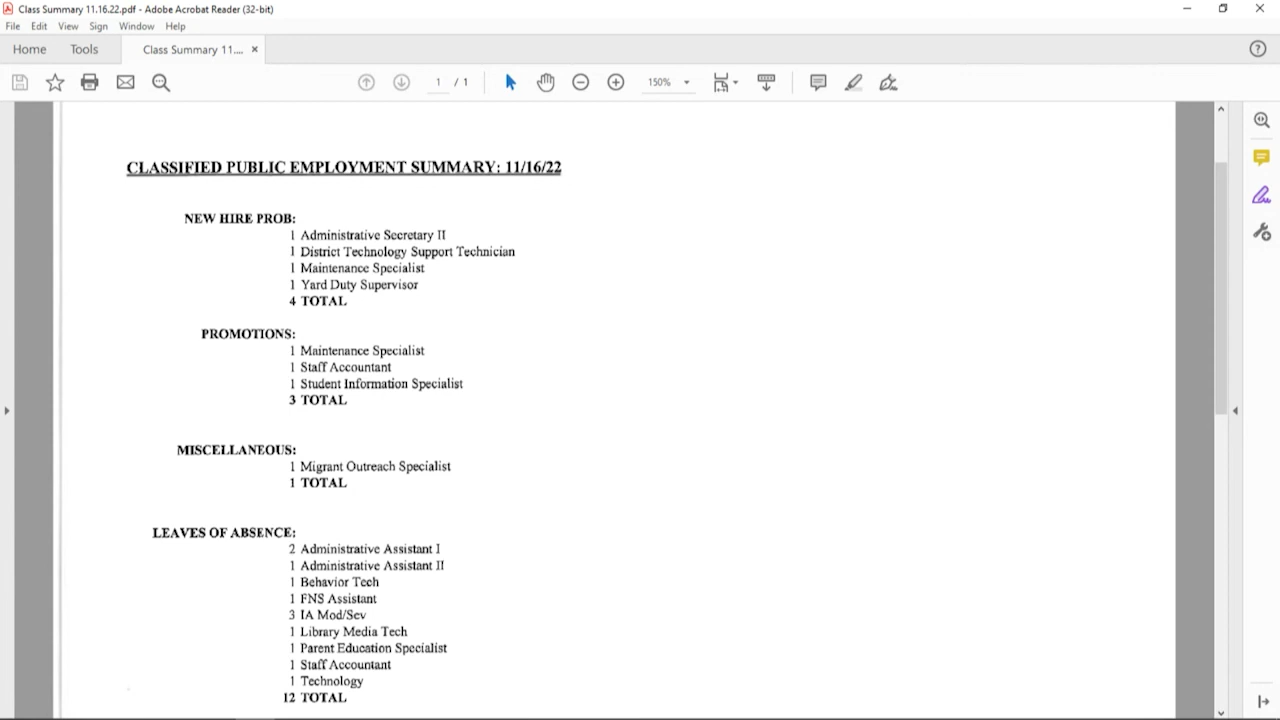 Class Summary 11.16.22.pdf - Adobe Acrobat Reader (32-bit)
File Edit View Sign Window Help
Home Tools Class Summary 11.... ×
1 / 1 150%
CLASSIFIED PUBLIC EMPLOYMENT SUMMARY: 11/16/22
NEW HIRE PROB:
1 Administrative Secretary II
1 District Technology Support Technician
1 Maintenance Specialist
1 Yard Duty Supervisor
4 TOTAL
PROMOTIONS:
1 Maintenance Specialist
1 Staff Accountant
1 Student Information Specialist
3 TOTAL
MISCELLANEOUS:
1 Migrant Outreach Specialist
1 TOTAL
LEAVES OF ABSENCE:
2 Administrative Assistant I
1 Administrative Assistant II
1 Behavior Tech
1 FNS Assistant
3 IA Mod/Sev
1 Library Media Tech
1 Parent Education Specialist
1 Staff Accountant
1 Technology
12 TOTAL